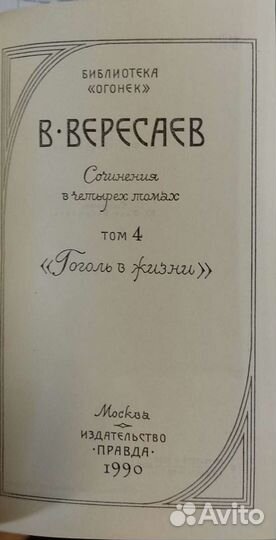 БИБЛИОТЕКА
«ОГОНЕК»
В·ВЕРЕСАЕВ
Сочинения
в четырех томах
ТОМ 4
«Гоголь в жизни»
Москва
ИЗДАТЕЛЬСТВО
·ПРАВДА·
1990
Avito